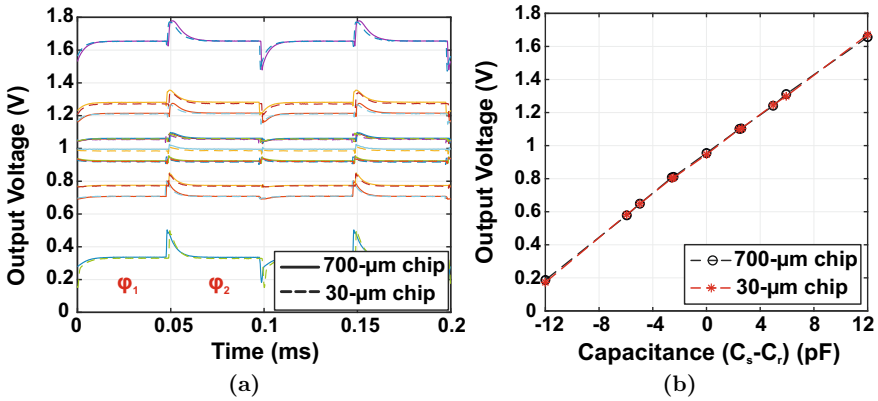 1.8
1.6
1.4
1.2
1
0.8
0.6
0.4
0.2
0
Output Voltage (V)
φ1
φ2
700-μm chip
30-μm chip
0
0.05
0.1
0.15
0.2
Time (ms)
(a)
1.8
1.6
1.4
1.2
1
0.8
0.6
0.4
0.2
0
Output Voltage (V)
700-μm chip
30-μm chip
-12
-8
-4
0
4
8
12
Capacitance (Cs-Cr) (pF)
(b)